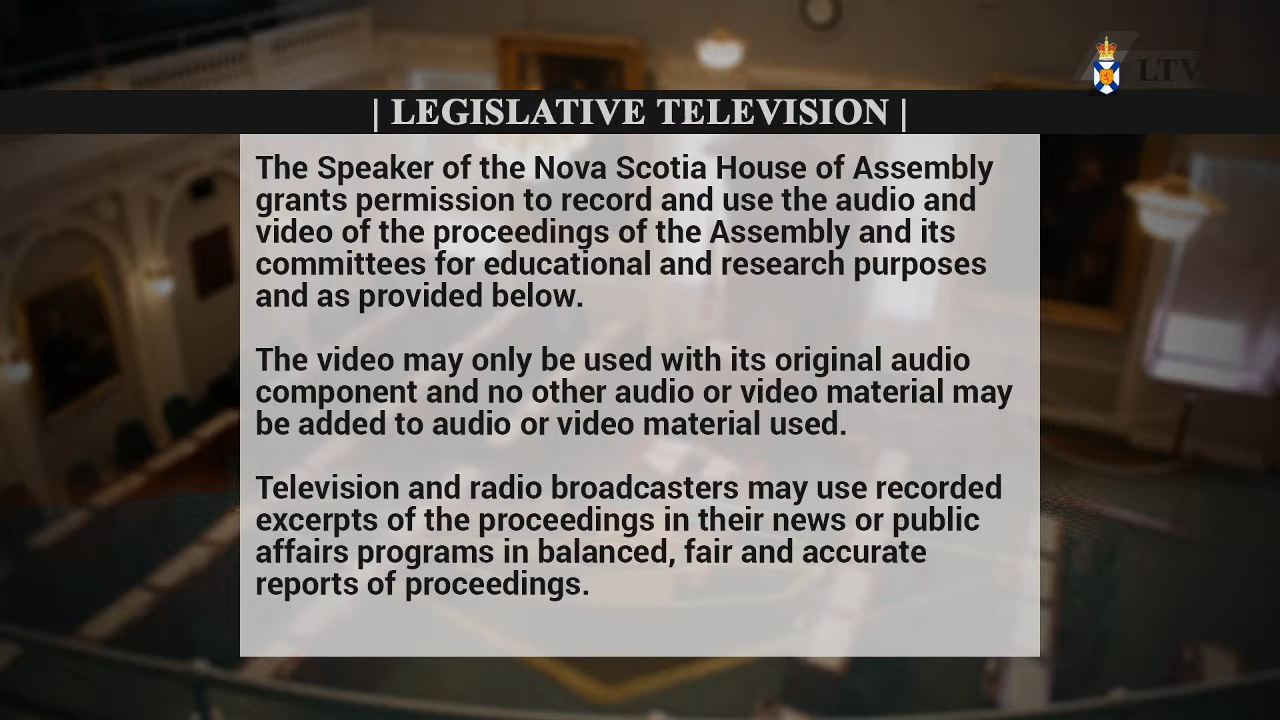 LTV
| LEGISLATIVE TELEVISION |
The Speaker of the Nova Scotia House of Assembly
grants permission to record and use the audio and
video of the proceedings of the Assembly and its
committees for educational and research purposes
and as provided below.
The video may only be used with its original audio
component and no other audio or video material may
be added to audio or video material used.
Television and radio broadcasters may use recorded
excerpts of the proceedings in their news or public
affairs programs in balanced, fair and accurate
reports of proceedings.